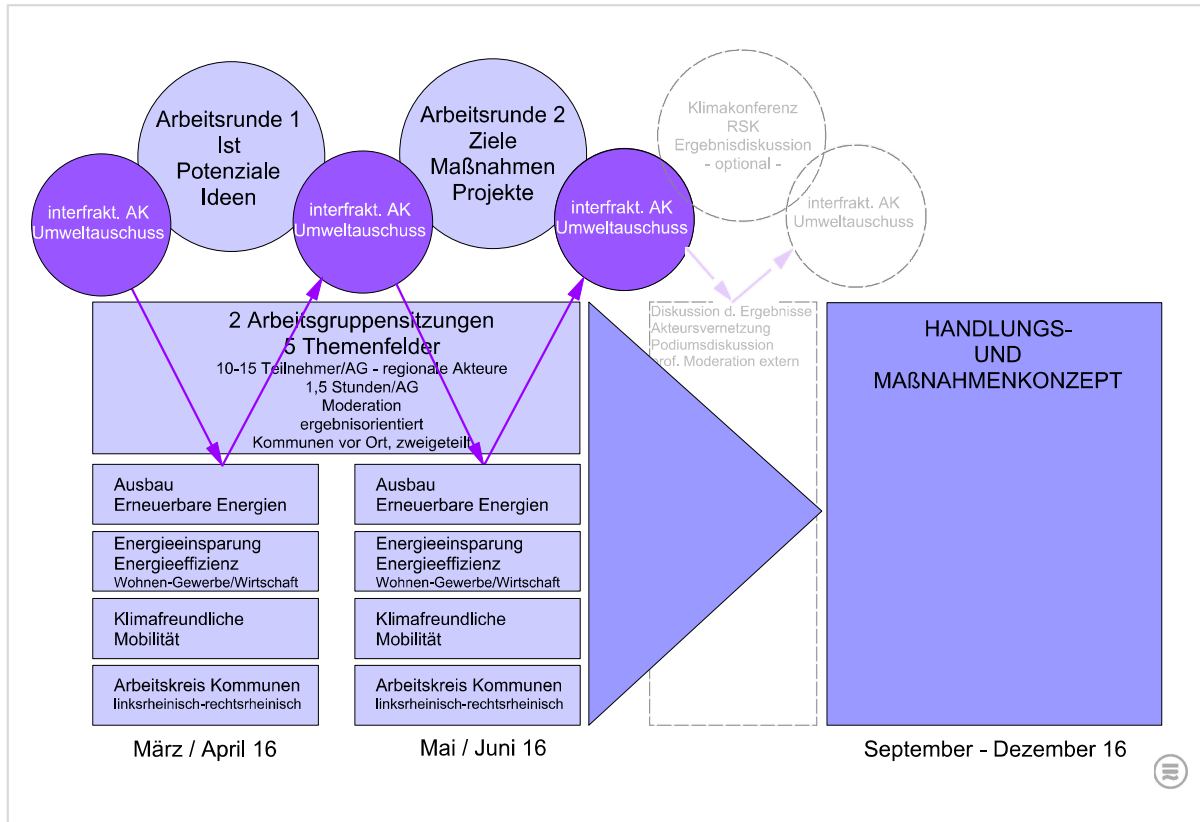 Arbeitsrunde 1
Ist
Potenziale
Ideen
Arbeitsrunde 2
Ziele
Maßnahmen
Projekte
Klimakonferenz
RSK
Ergebnisdiskussion
- optional -
interfrakt. AK
Umweltauschuss
interfrakt. AK
Umweltauschuss
interfrakt. AK
Umweltauschuss
interfrakt. AK
Umweltauschuss
2 Arbeitsgruppensitzungen
5 Themenfelder
10-15 Teilnehmer/AG - regionale Akteure
1,5 Stunden/AG
Moderation
ergebnisorientiert
Kommunen vor Ort, zweigeteilt
Diskussion d. Ergebnisse
Akteursvernetzung
Podiumsdiskussion
prof. Moderation extern
HANDLUNGS-
UND
MAßNAHMENKONZEPT
Ausbau
Erneuerbare Energien
Energieeinsparung
Energieeffizienz
Wohnen-Gewerbe/Wirtschaft
Klimafreundliche
Mobilität
Arbeitskreis Kommunen
linksrheinisch-rechtsrheinisch
Ausbau
Erneuerbare Energien
Energieeinsparung
Energieeffizienz
Wohnen-Gewerbe/Wirtschaft
Klimafreundliche
Mobilität
Arbeitskreis Kommunen
linksrheinisch-rechtsrheinisch
März / April 16
Mai / Juni 16
September - Dezember 16